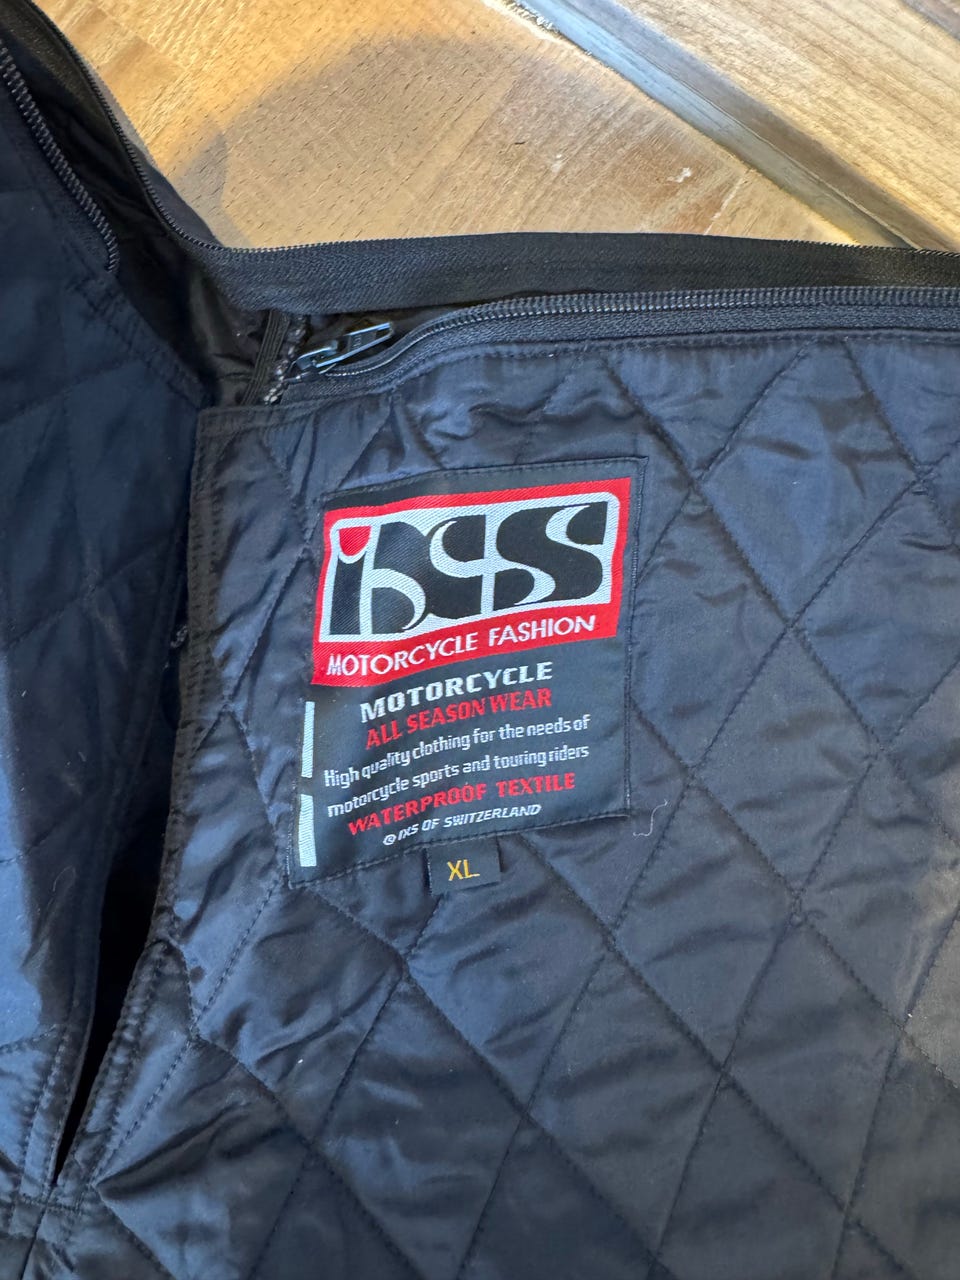 iXS
MOTORCYCLE FASHION
MOTORCYCLE
ALL SEASON WEAR
High quality clothing for the needs of
motorcycle sports and touring riders
WATERPROOF TEXTILE
© IXS OF SWITZERLAND
XL